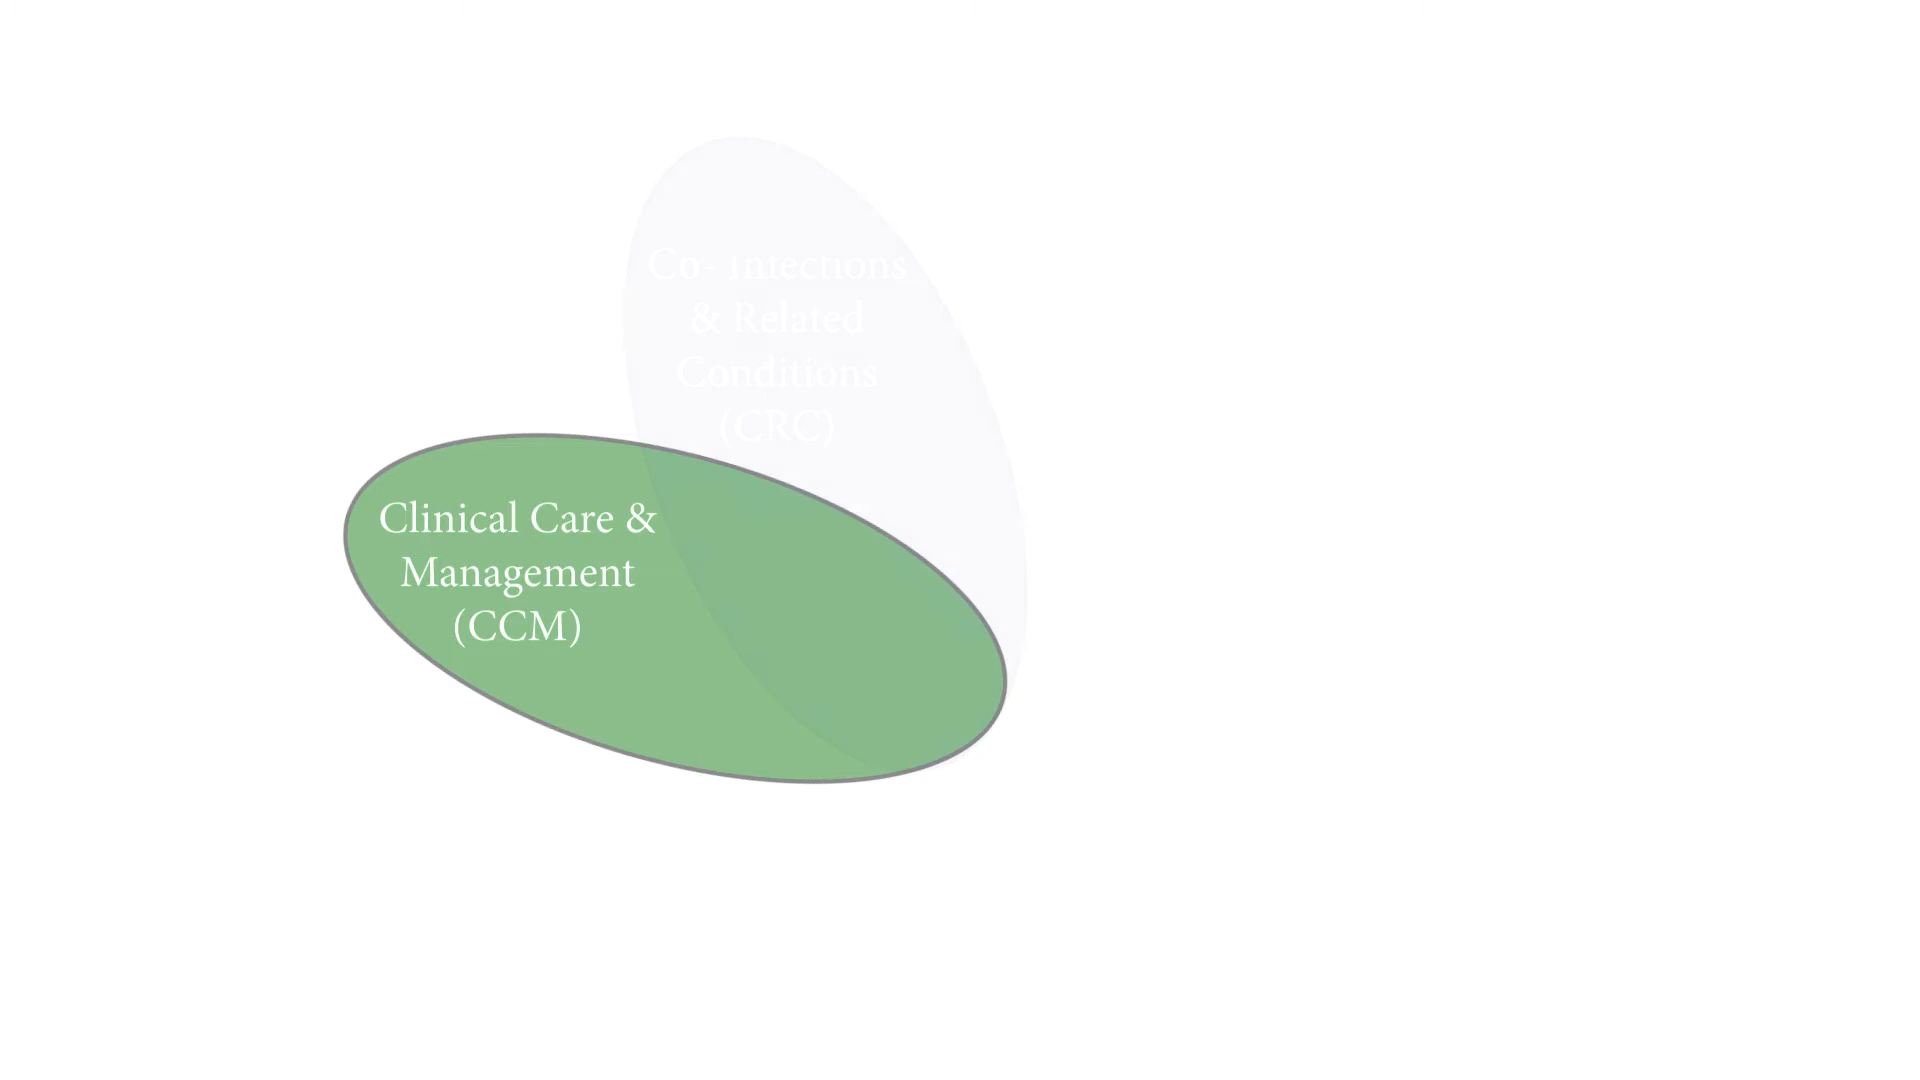 Co- Infections
& Related
Conditions
(CRC)
Clinical Care &
Management
(CCM)